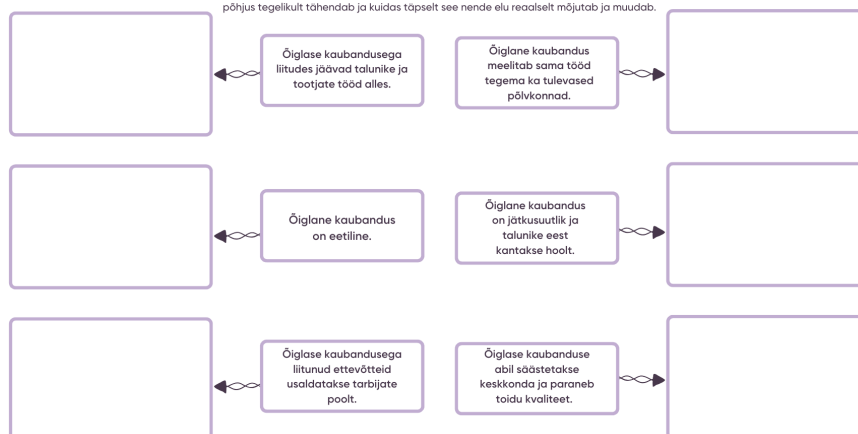 põhjus tegelikult tähendab ja kuidas täpselt see nende elu reaalselt mõjutab ja muudab.
Õiglase kaubandusega
liitudes jäävad talunike ja
tootjate tööd alles.
Õiglane kaubandus
meelitab sama tööd
tegema ka tulevased
põlvkonnad.
Õiglane kaubandus
on eetiline.
Õiglane kaubandus
on jätkusuutlik ja
talunike eest
kantakse hoolt.
Õiglase kaubandusega
liitunud ettevõtteid
usaldatakse tarbijate
poolt.
Õiglase kaubanduse
abil säästetakse
keskkonda ja paraneb
toidu kvaliteet.